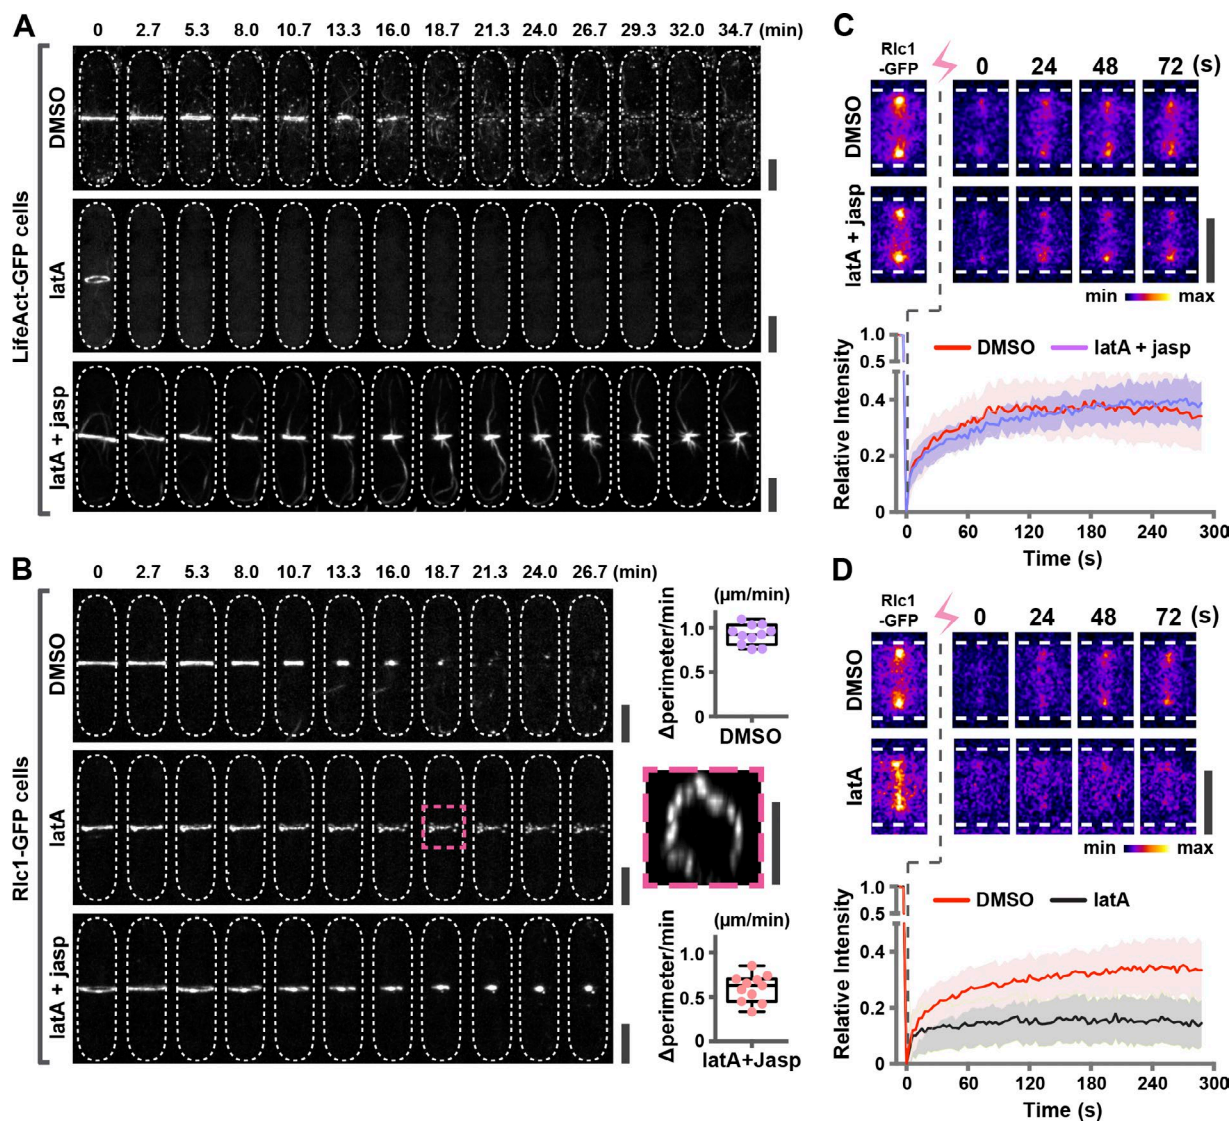 A
0 2.7 5.3 8.0 10.7 13.3 16.0 18.7 21.3 24.0 26.7 29.3 32.0 34.7 (min)
LifeAct-GFP cells
DMSO
latA
latA + jasp
B
0 2.7 5.3 8.0 10.7 13.3 16.0 18.7 21.3 24.0 26.7 (min)
Rlc1-GFP cells
DMSO
latA
latA + jasp
(μm/min)
Δperimeter/min
1.0
0.5
0
DMSO
(μm/min)
Δperimeter/min
1.0
0.5
0
latA+Jasp
C
Rlc1
-GFP
0 24 48 72 (s)
DMSO
latA + jasp
min max
DMSO latA + jasp
Relative Intensity
1.0
0.5
0.4
0.2
0
0 60 120 180 240 300
Time (s)
D
Rlc1
-GFP
0 24 48 72 (s)
DMSO
latA
min max
DMSO latA
Relative Intensity
1.0
0.5
0.4
0.2
0
0 60 120 180 240 300
Time (s)